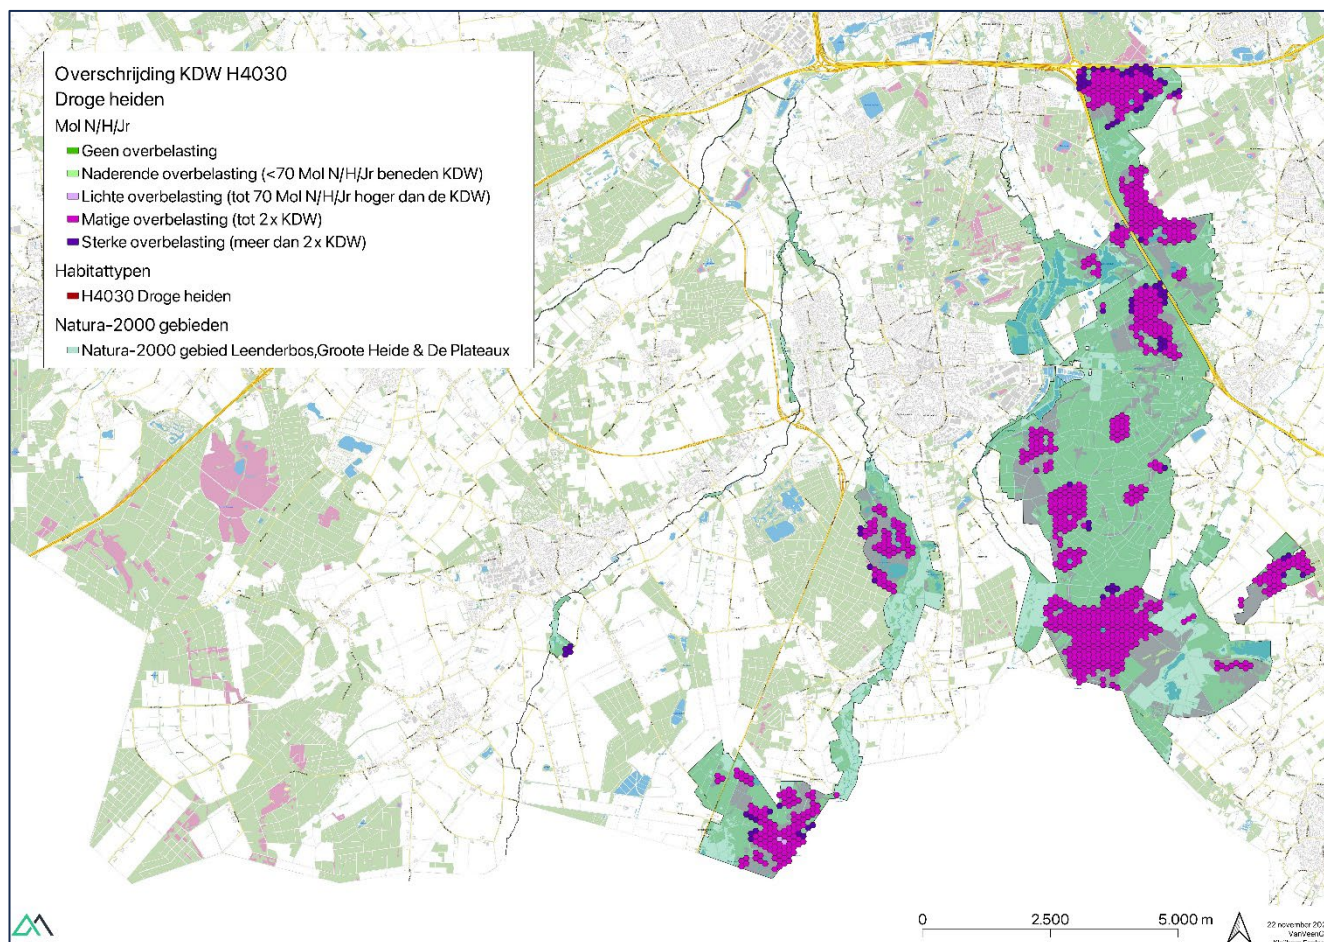 Overschrijding KDW H4030
Droge heiden
Mol N/H/Jr
Geen overbelasting
Naderende overbelasting (<70 Mol N/H/Jr beneden KDW)
Lichte overbelasting (tot 70 Mol N/H/Jr hoger dan de KDW)
Matige overbelasting (tot 2x KDW)
Sterke overbelasting (meer dan 2x KDW)
Habitattypen
H4030 Droge heiden
Natura-2000 gebieden
Natura-2000 gebied Leenderbos,Groote Heide & De Plateaux
0 2.500 5.000 m
22 november